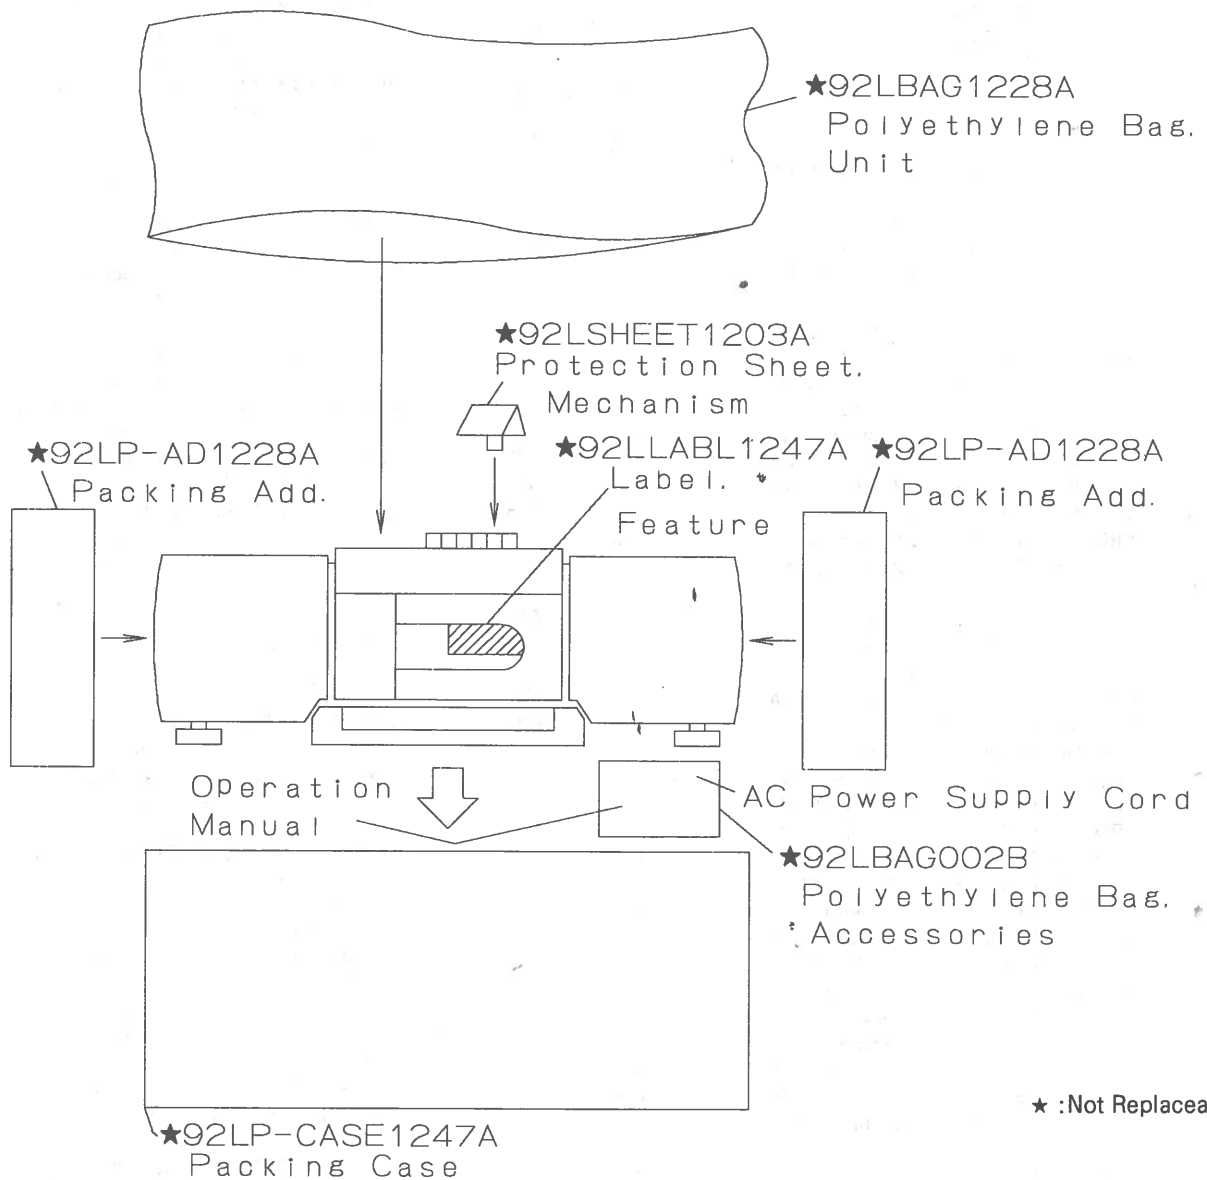 ★92LBAG1228A
Polyethylene Bag.
Unit
★92LSHEET1203A
Protection Sheet.
Mechanism
★92LP-AD1228A
Packing Add.
★92LLABL1247A
Label.
Feature
★92LP-AD1228A
Packing Add.
Operation
Manual
AC Power Supply Cord
★92LBAG002B
Polyethylene Bag.
Accessories
★ :Not Replacea
★92LP-CASE1247A
Packing Case